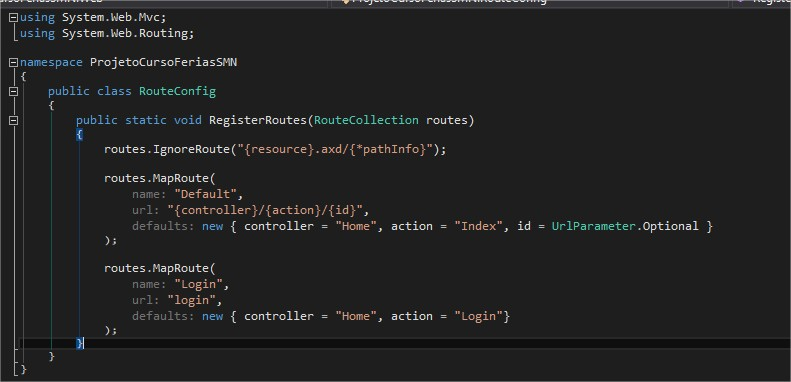 using System.Web.Mvc;
using System.Web.Routing;
namespace ProjetoCursoFeriasSMN
{
public class RouteConfig
{
public static void RegisterRoutes(RouteCollection routes)
{
routes.IgnoreRoute("{resource}.axd/{*pathInfo}");
routes.MapRoute(
name: "Default",
url: "{controller}/{action}/{id}",
defaults: new { controller = "Home", action = "Index", id = UrlParameter.Optional }
);
routes.MapRoute(
name: "Login",
url: "login",
defaults: new { controller = "Home", action = "Login"}
);
}
}
}